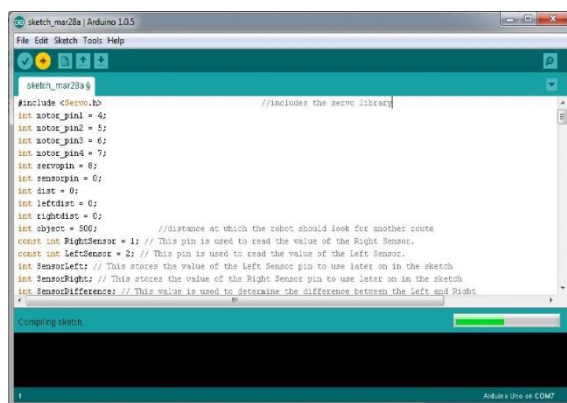 sketch_mar28a | Arduino 1.0.5
File Edit Sketch Tools Help
sketch_mar28a §
#include <Servo.h> //includes the servo library
int motor_pin1 = 4;
int motor_pin2 = 5;
int motor_pin3 = 6;
int motor_pin4 = 7;
int servopin = 8;
int sensorpin = 0;
int dist = 0;
int leftdist = 0;
int rightdist = 0;
int object = 500; //distance at which the robot should look for another route
const int RightSensor = 1; // This pin is used to read the value of the Right Sensor.
const int LeftSensor = 2; // This pin is used to read the value of the Left Sensor.
int SensorLeft; // This stores the value of the Left Sensor pin to use later on in the sketch
int SensorRight; // This stores the value of the Right Sensor pin to use later on in the sketch
int SensorDifference; // This value is used to determine the difference between the Left and Right
Compiling sketch...
1 Arduino Uno on COM7